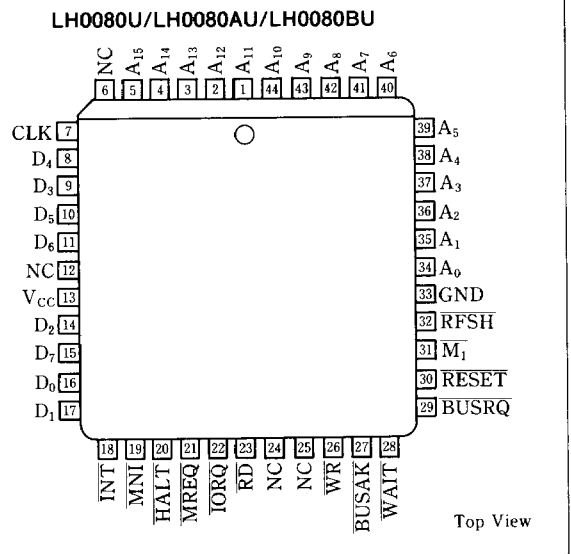 LH0080U/LH0080AU/LH0080BU
NC A₁₅ A₁₄ A₁₃ A₁₂ A₁₁ A₁₀ A₉ A₈ A₇ A₆
6 5 4 3 2 1 44 43 42 41 40
CLK 7
D₄ 8
D₃ 9
D₅ 10
D₆ 11
NC 12
V_CC 13
D₂ 14
D₇ 15
D₀ 16
D₁ 17
39 A₅
38 A₄
37 A₃
36 A₂
35 A₁
34 A₀
33 GND
32 RFSH
31 M₁
30 RESET
29 BUSRQ
18 19 20 21 22 23 24 25 26 27 28
INT MNI HALT MREQ IORQ RD NC NC WR BUSAK WAIT
Top View